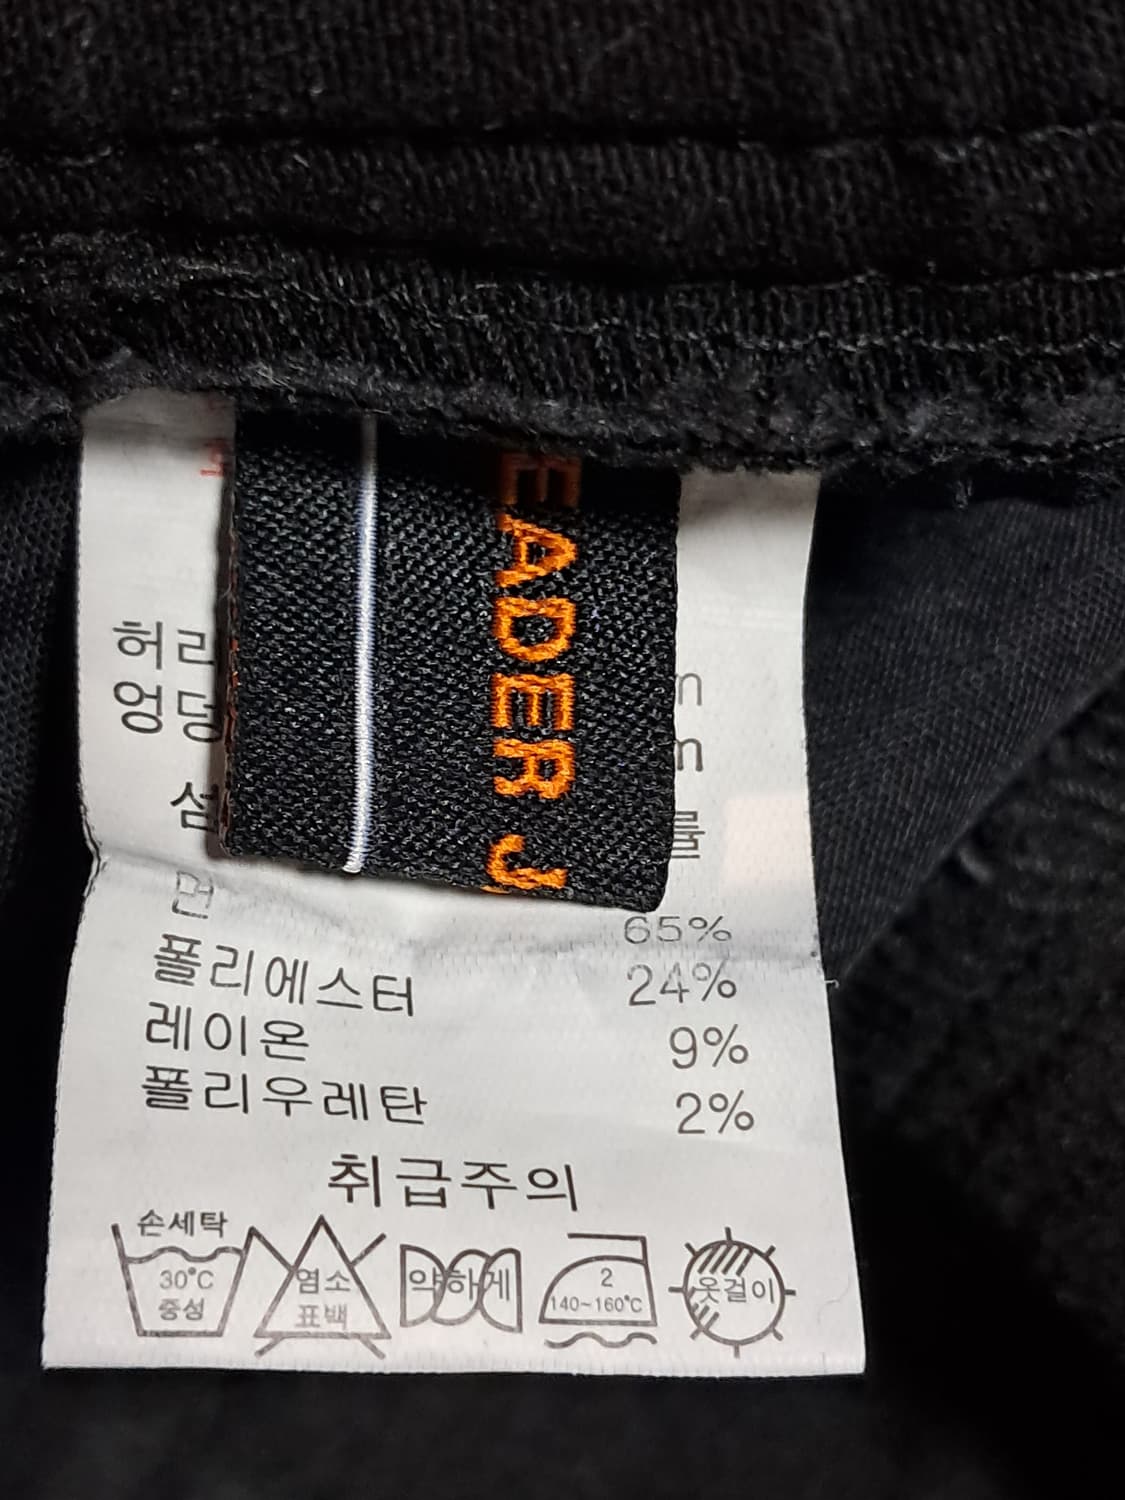 EADER J
허리
엉덩
m
섬
률
면 65%
폴리에스터 24%
레이온 9%
폴리우레탄 2%
취급주의
손세탁
30°C
중성
염소
표백
약하게
2
140~160°C
옷걸이